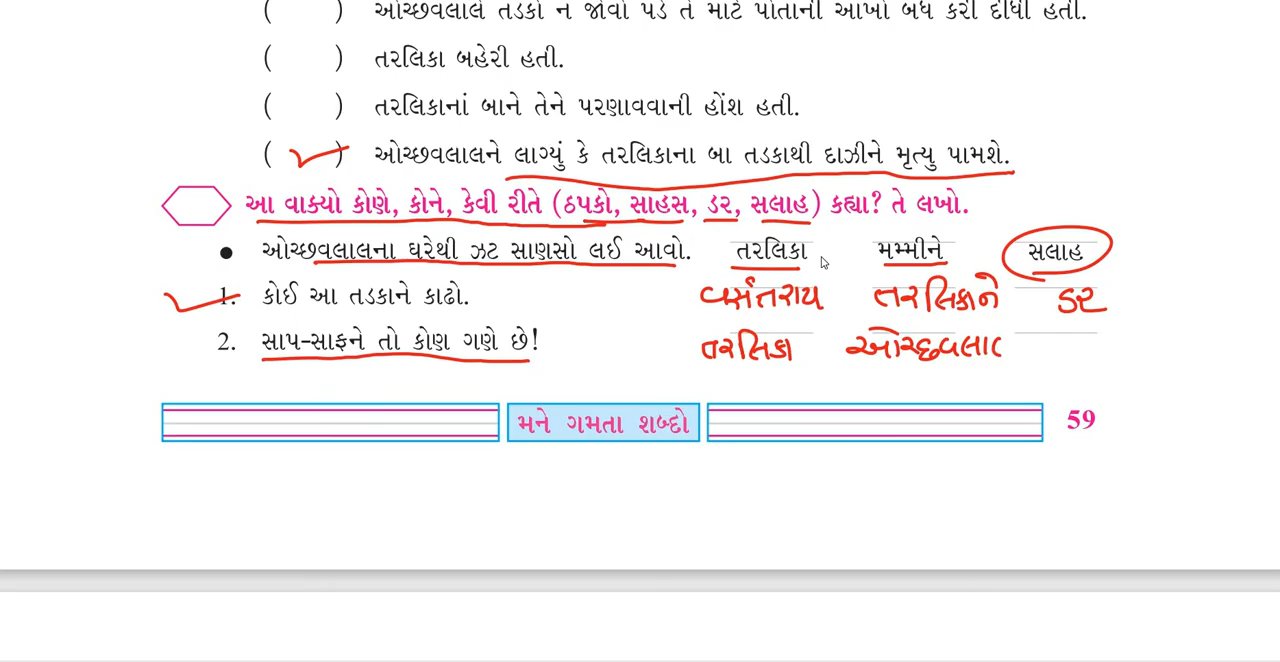 ( ) ઓચ્છવલાલે તડકો ન જોવો પડે તે માટે પોતાની આંખો બંધ કરી દીધી હતી.
( ) તરલિકા બહેરી હતી.
( ) તરલિકાનાં બાને તેને પરણાવવાની હોંશ હતી.
( ✓ ) ઓચ્છવલાલને લાગ્યું કે તરલિકાના બા તડકાથી દાઝીને મૃત્યુ પામશે.
આ વાક્યો કોણે, કોને, કેવી રીતે (ઠપકો, સાહસ, ડર, સલાહ) કહ્યા? તે લખો.
● ઓચ્છવલાલના ઘરેથી ઝટ સાણસો લઈ આવો. તરલિકા મમ્મીને સલાહ
1. કોઈ આ તડકાને કાઢો. વસંતરાય તરલિકાને ડર
2. સાપ-સાફને તો કોણ ગણે છે! તરલિકા ઓચ્છવલા
મને ગમતા શબ્દો 59